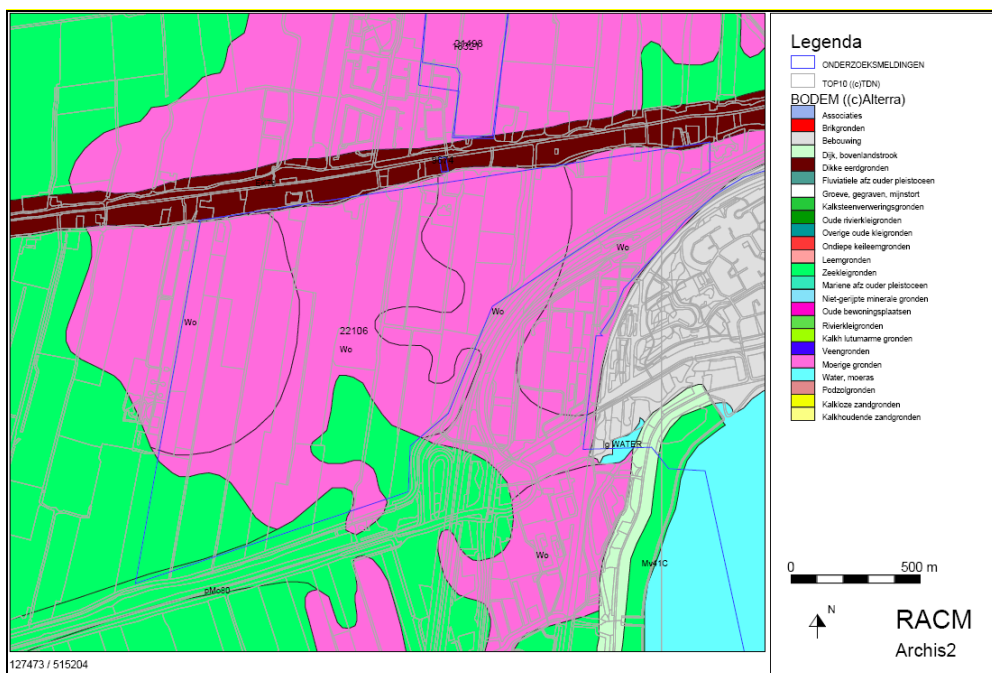 21496
Wo
Wo
Wo
22106
Wo
g WATER
Wo
Mv41C
pMo80
127473 / 515204
Legenda
ONDERZOEKSMELDINGEN
TOP10 ((c)TDN)
BODEM ((c)Alterra)
Associaties
Brikgronden
Bebouwing
Dijk, bovenlandstrook
Dikke eerdgronden
Fluviatiele afz ouder pleistoceen
Groeve, gegraven, mijnstort
Kalksteenverweringsgronden
Oude rivierkleigronden
Overige oude kleigronden
Ondiepe keileemgronden
Leemgronden
Zeekleigronden
Mariene afz ouder pleistoceen
Niet-gerijpte minerale gronden
Oude bewoningsplaatsen
Rivierkleigronden
Kalkh lutumarme gronden
Veengronden
Moerige gronden
Water, moeras
Podzolgronden
Kalkloze zandgronden
Kalkhoudende zandgronden
0 500 m
N
RACM
Archis2